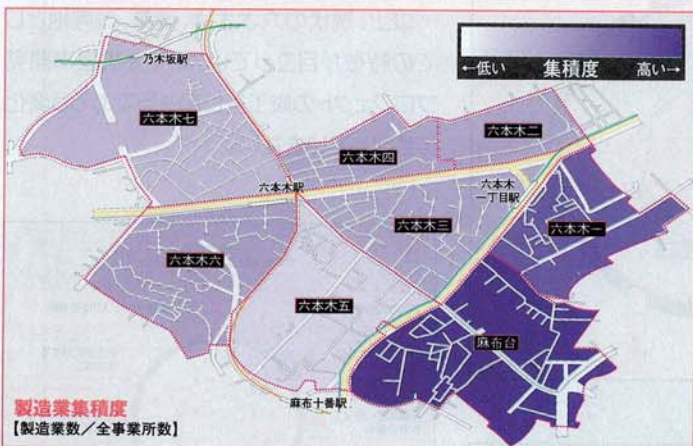 ←低い 集積度 高い→
乃木坂駅
六本木七
六本木二
六本木四
六本木駅
六本木
一丁目駅
六本木三
六本木一
六本木六
六本木五
麻布台
麻布十番駅
製造業集積度
【製造業数／全事業所数】